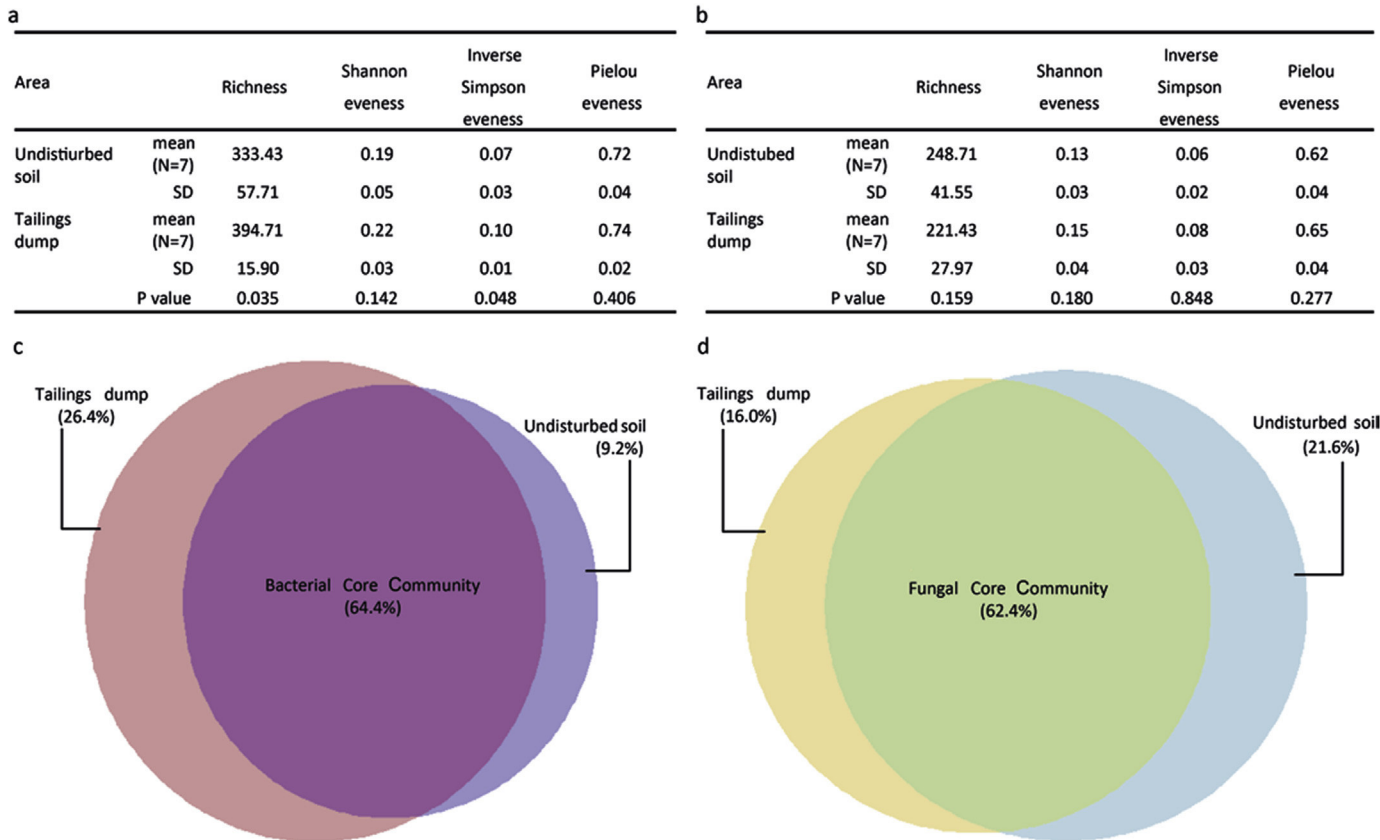 a
Area Richness Shannon eveness Inverse Simpson eveness Pielou eveness
Undistiurbed soil mean (N=7) 333.43 0.19 0.07 0.72
SD 57.71 0.05 0.03 0.04
Tailings dump mean (N=7) 394.71 0.22 0.10 0.74
SD 15.90 0.03 0.01 0.02
P value 0.035 0.142 0.048 0.406
b
Area Richness Shannon eveness Inverse Simpson eveness Pielou eveness
Undistubed soil mean (N=7) 248.71 0.13 0.06 0.62
SD 41.55 0.03 0.02 0.04
Tailings dump mean (N=7) 221.43 0.15 0.08 0.65
SD 27.97 0.04 0.03 0.04
P value 0.159 0.180 0.848 0.277
c
Tailings dump
(26.4%)
Undisturbed soil
(9.2%)
Bacterial Core Community
(64.4%)
d
Tailings dump
(16.0%)
Undisturbed soil
(21.6%)
Fungal Core Community
(62.4%)